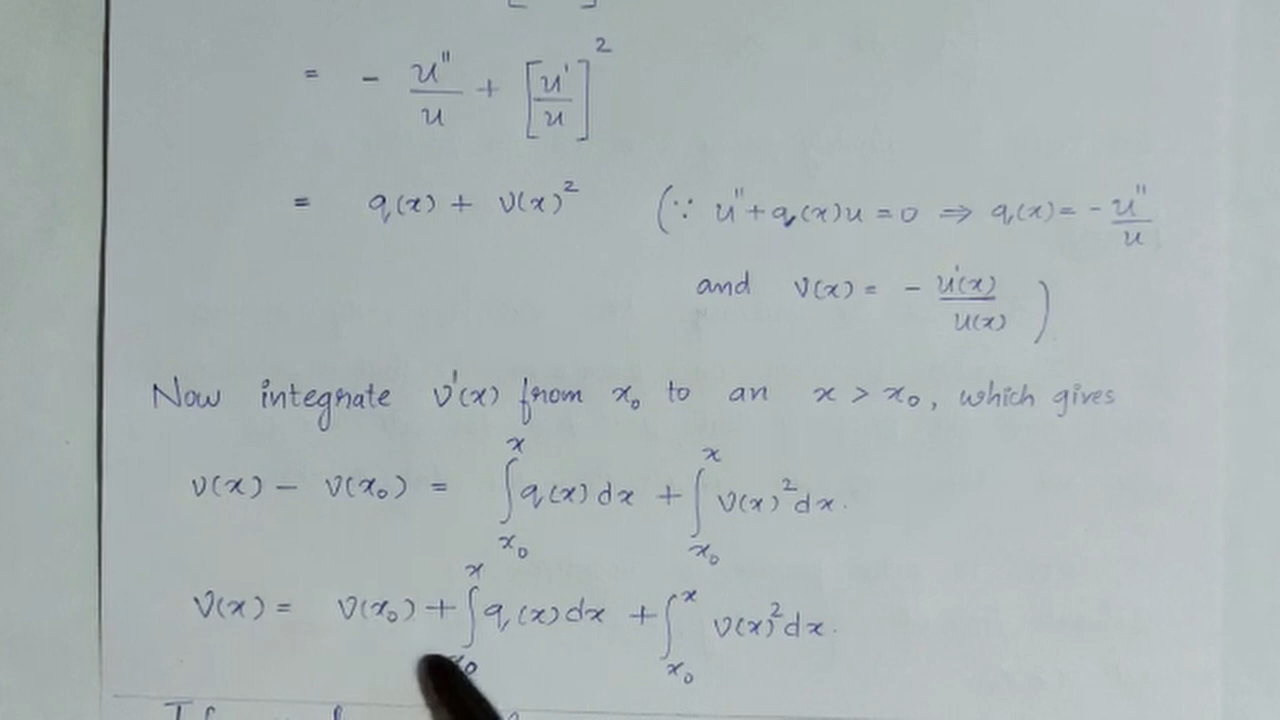 = - u''/u + [u'/u]²
= q(x) + v(x)² (∵ u'' + q(x)u = 0 ⇒ q(x) = - u''/u
and v(x) = - u'(x)/u(x) )
Now integrate v'(x) from x₀ to an x > x₀, which gives
v(x) - v(x₀) = ∫_{x₀}^{x} q(x) dx + ∫_{x₀}^{x} v(x)² dx.
v(x) = v(x₀) + ∫_{x₀}^{x} q(x) dx + ∫_{x₀}^{x} v(x)² dx.